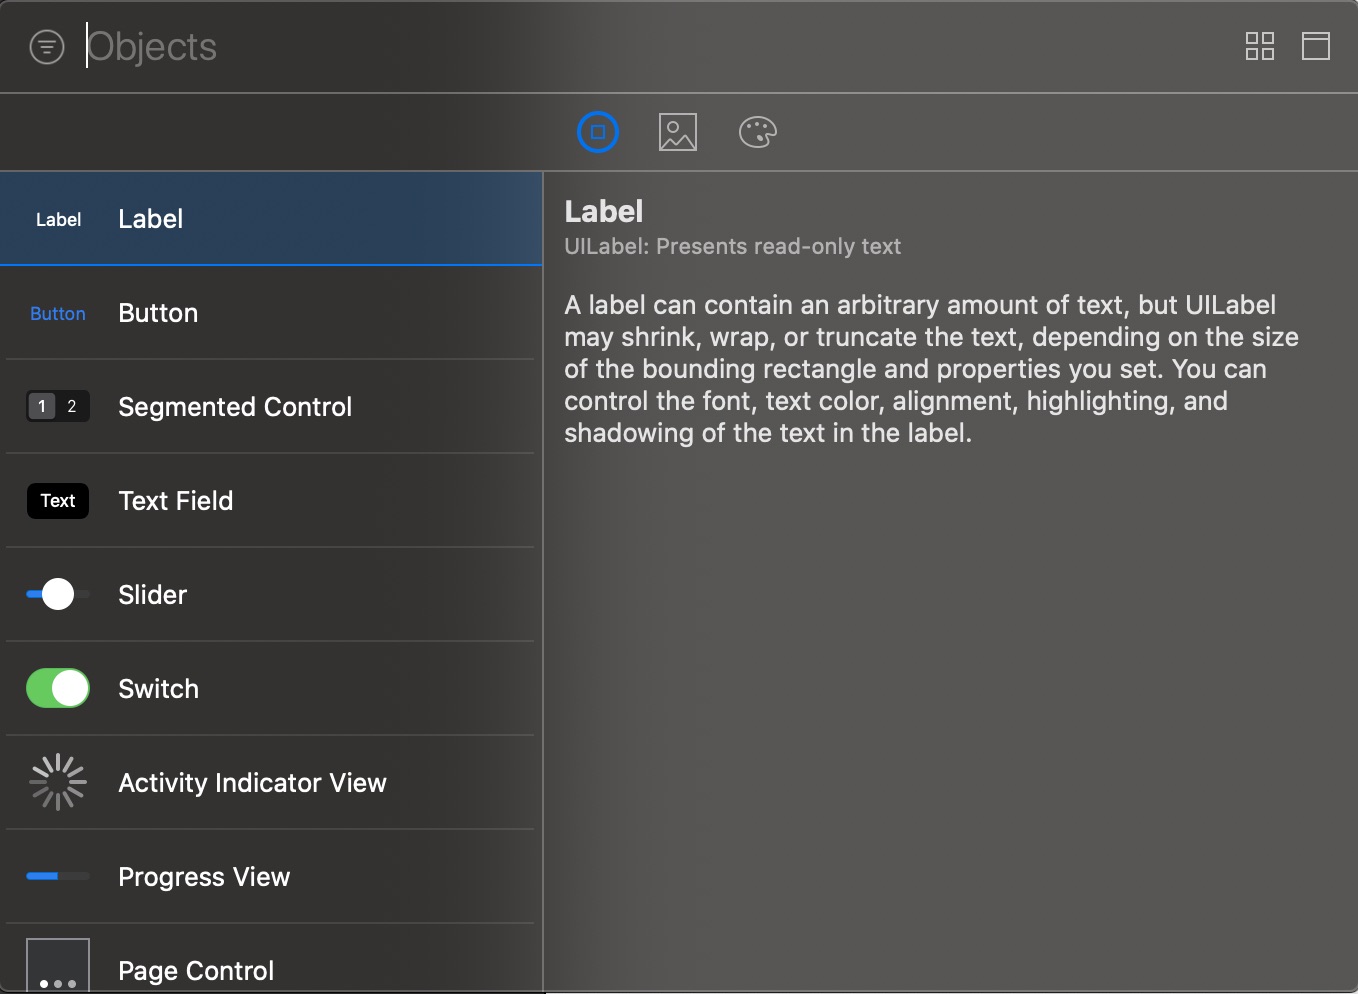 Objects
Label Label
Button Button
1 2 Segmented Control
Text Text Field
Slider
Switch
Activity Indicator View
Progress View
Page Control
Label
UILabel: Presents read-only text
A label can contain an arbitrary amount of text, but UILabel
may shrink, wrap, or truncate the text, depending on the size
of the bounding rectangle and properties you set. You can
control the font, text color, alignment, highlighting, and
shadowing of the text in the label.